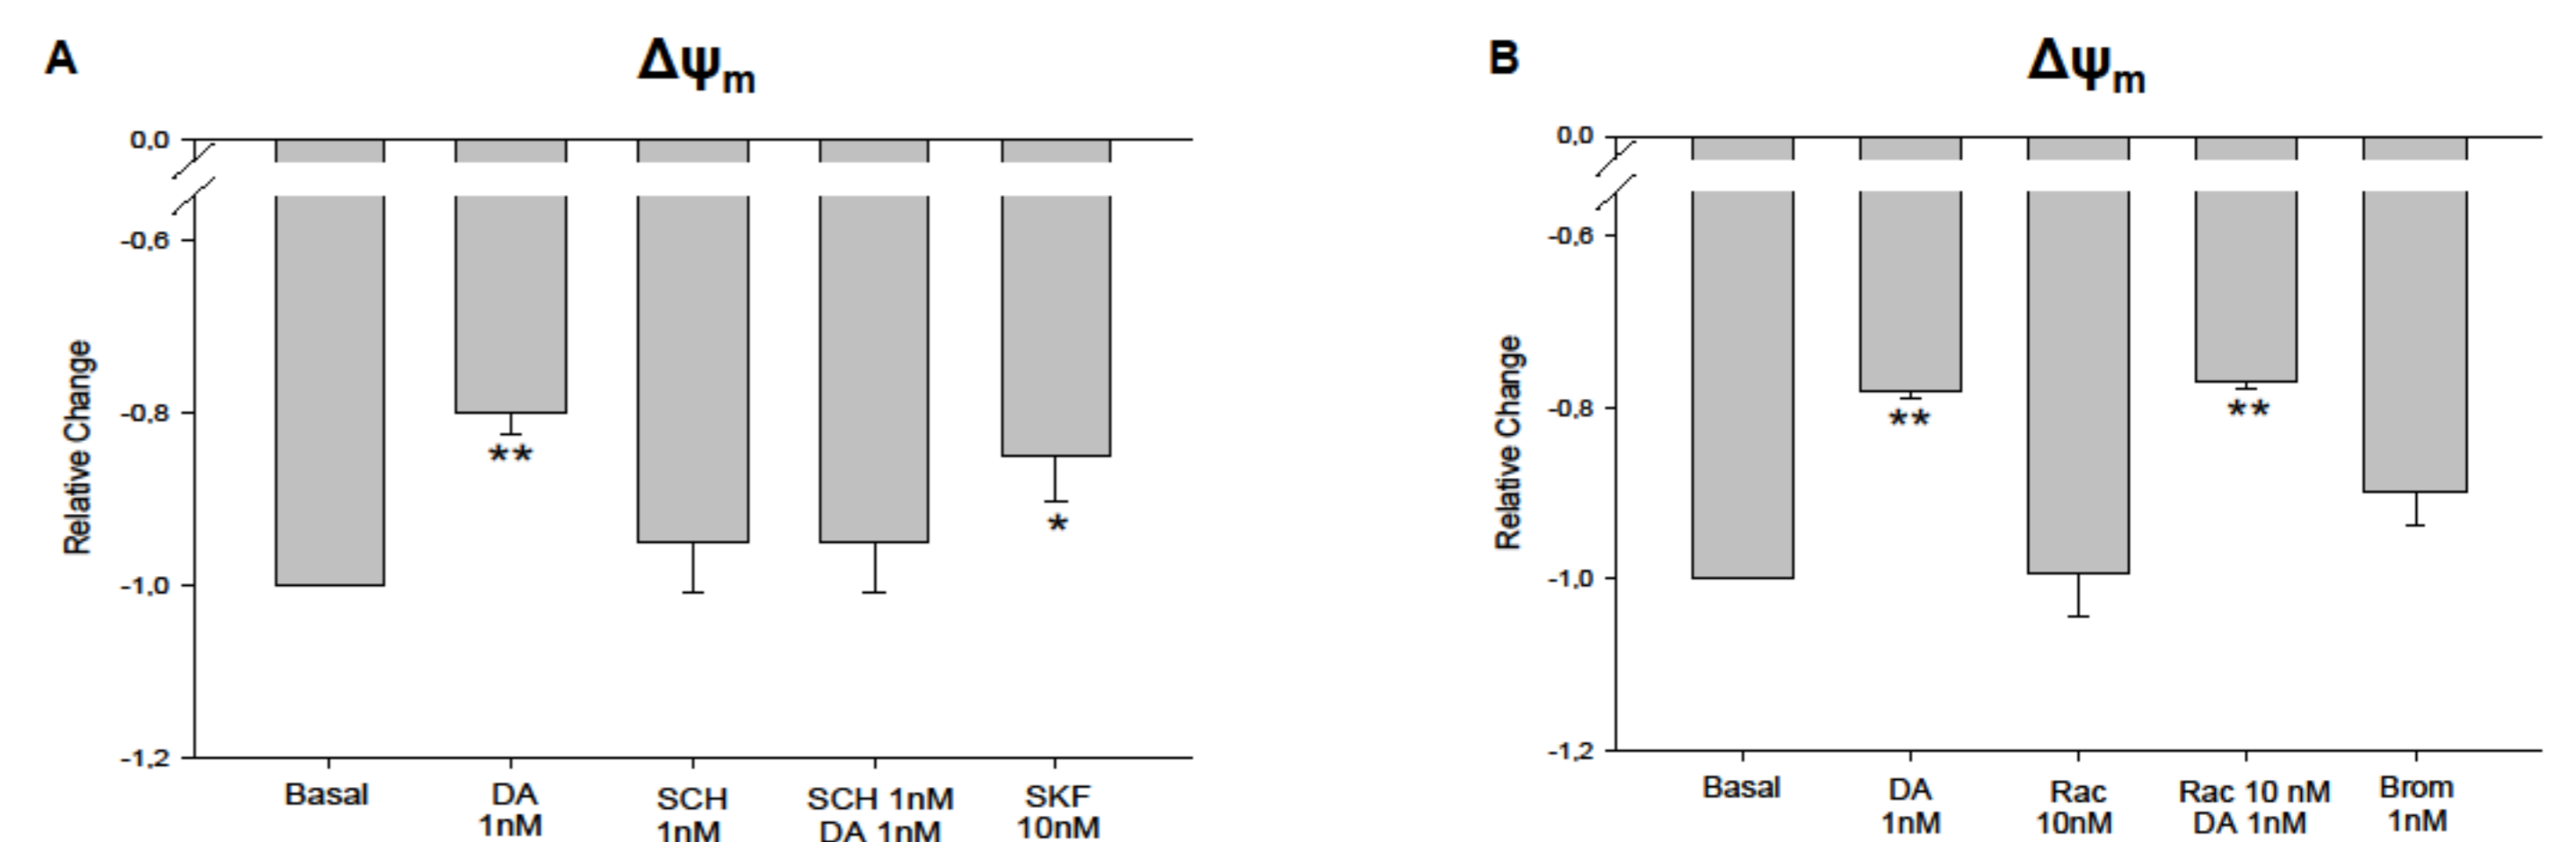 A
Δψm
0,0
-0,6
-0,8
-1,0
-1,2
Relative Change
**
*
Basal
DA
1nM
SCH
1nM
SCH 1nM
DA 1nM
SKF
10nM
B
Δψm
0,0
-0,6
-0,8
-1,0
-1,2
Relative Change
**
**
Basal
DA
1nM
Rac
10nM
Rac 10 nM
DA 1nM
Brom
1nM